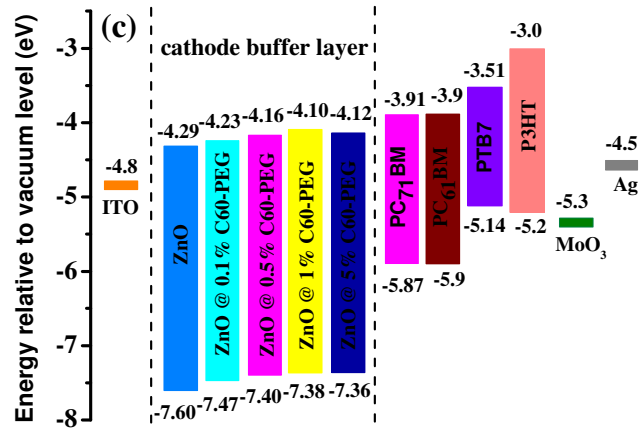 (c)
cathode buffer layer
Energy relative to vacuum level (eV)
-3
-4
-5
-6
-7
-8
-4.8
ITO
-4.29
ZnO
-7.60
-4.23
ZnO @ 0.1% C60-PEG
-7.47
-4.16
ZnO @ 0.5% C60-PEG
-7.40
-4.10
ZnO @ 1% C60-PEG
-7.38
-4.12
ZnO @ 5% C60-PEG
-7.36
-3.91
PC71BM
-5.87
-3.9
PC61BM
-5.9
-3.51
PTB7
-5.14
-3.0
P3HT
-5.2
-5.3
MoO3
-4.5
Ag